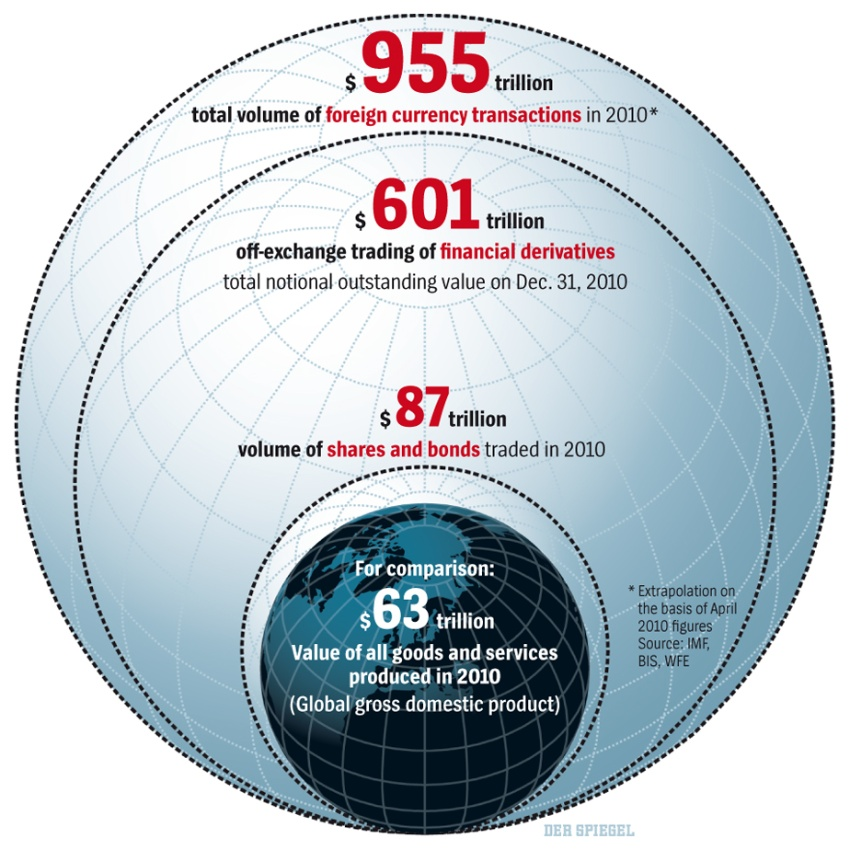 $ 955 trillion
total volume of foreign currency transactions in 2010*
$ 601 trillion
off-exchange trading of financial derivatives
total notional outstanding value on Dec. 31, 2010
$ 87 trillion
volume of shares and bonds traded in 2010
For comparison:
$ 63 trillion
Value of all goods and services
produced in 2010
(Global gross domestic product)
* Extrapolation on
the basis of April
2010 figures
Source: IMF,
BIS, WFE
DER SPIEGEL